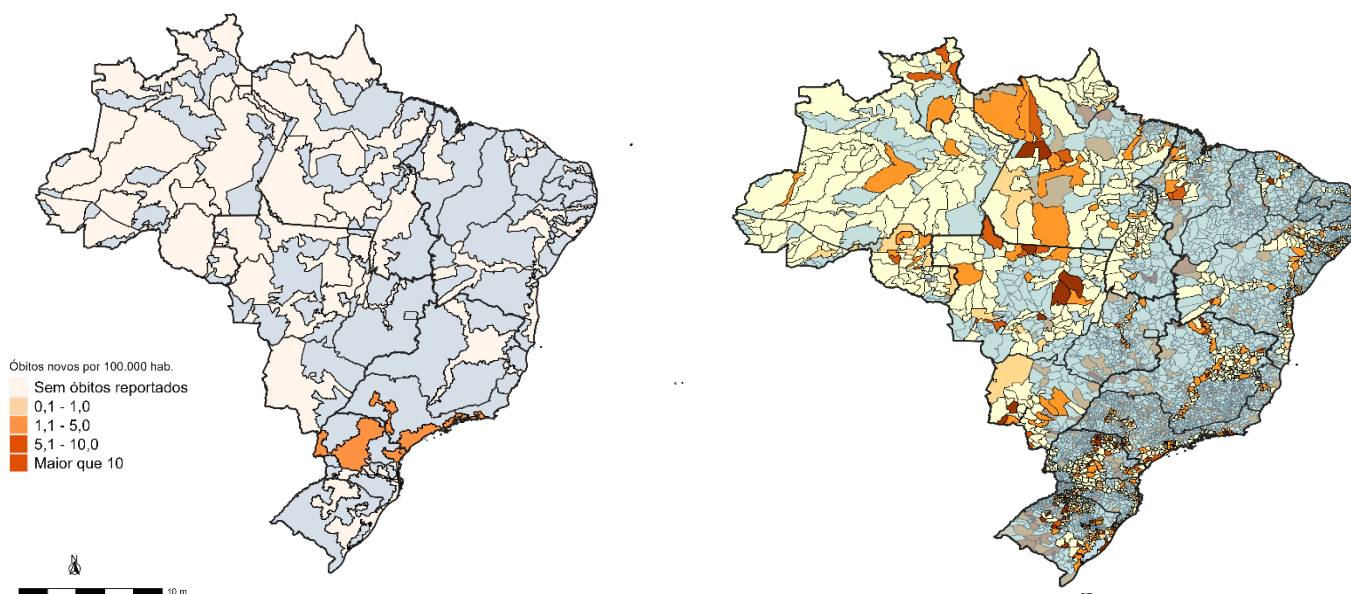 Óbitos novos por 100.000 hab.
Sem óbitos reportados
0,1 - 1,0
1,1 - 5,0
5,1 - 10,0
Maior que 10
N
10 m